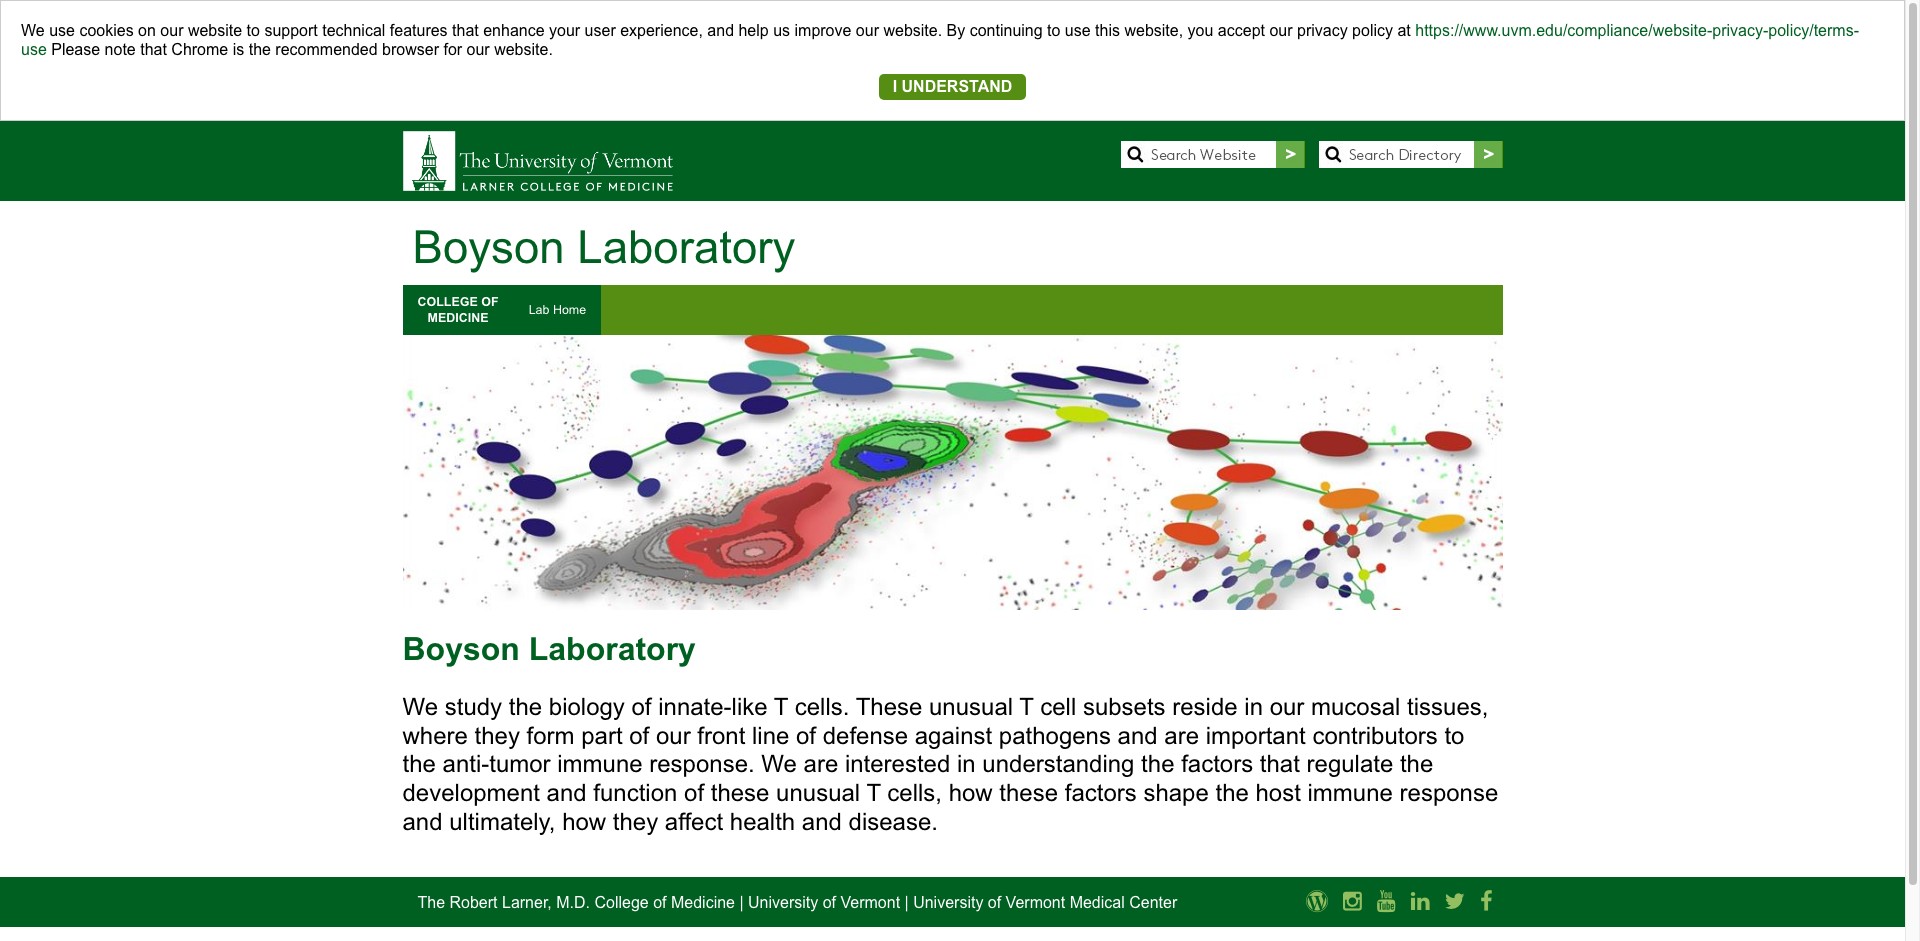 We use cookies on our website to support technical features that enhance your user experience, and help us improve our website. By continuing to use this website, you accept our privacy policy at https://www.uvm.edu/compliance/website-privacy-policy/terms-
use Please note that Chrome is the recommended browser for our website.
I UNDERSTAND
The University of Vermont
LARNER COLLEGE OF MEDICINE
Search Website >
Search Directory >
Boyson Laboratory
COLLEGE OF
MEDICINE
Lab Home
Boyson Laboratory
We study the biology of innate-like T cells. These unusual T cell subsets reside in our mucosal tissues,
where they form part of our front line of defense against pathogens and are important contributors to
the anti-tumor immune response. We are interested in understanding the factors that regulate the
development and function of these unusual T cells, how these factors shape the host immune response
and ultimately, how they affect health and disease.
The Robert Larner, M.D. College of Medicine | University of Vermont | University of Vermont Medical Center
You
Tube